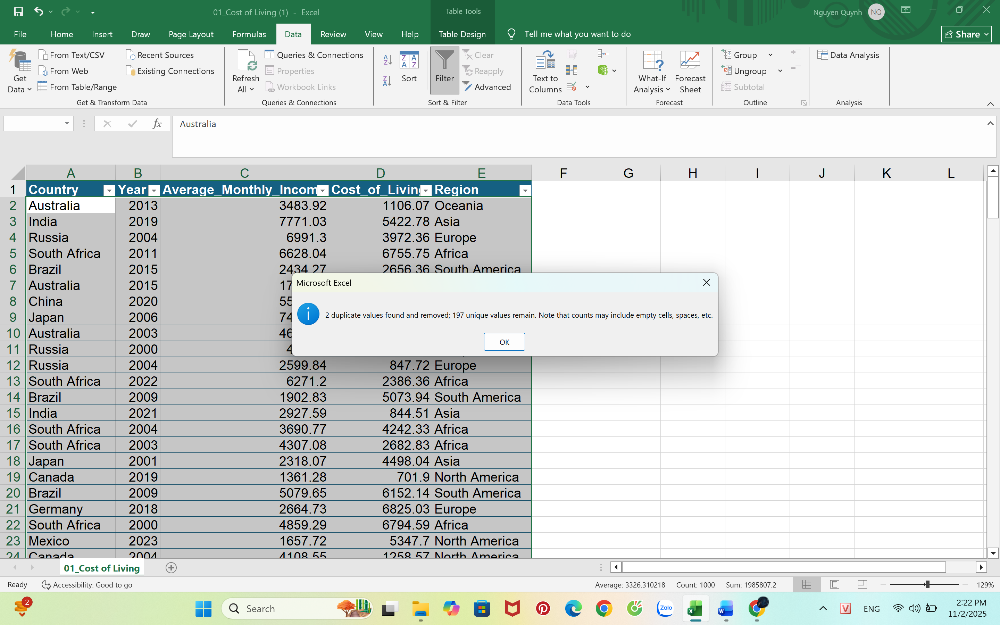 01_Cost of Living (1) - Excel
Table Tools
Nguyen Quynh NQ
File Home Insert Draw Page Layout Formulas Data Review View Help Table Design Tell me what you want to do Share
Get Data
From Text/CSV
From Web
From Table/Range
Recent Sources
Existing Connections
Get & Transform Data
Refresh All
Queries & Connections
Properties
Workbook Links
Queries & Connections
Sort
Filter
Clear
Reapply
Advanced
Sort & Filter
Text to Columns
Data Tools
What-If Analysis
Forecast Sheet
Forecast
Group
Ungroup
Subtotal
Outline
Data Analysis
Analysis
fx Australia
A B C D E F G H I J K L
1 Country Year Average_Monthly_Incom Cost_of_Living Region
2 Australia 2013 3483.92 1106.07 Oceania
3 India 2019 7771.03 5422.78 Asia
4 Russia 2004 6991.3 3972.36 Europe
5 South Africa 2011 6628.04 6755.75 Africa
6 Brazil 2015 2434.27 2656.36 South America
7 Australia 2015 17
8 China 2020 55
9 Japan 2006 74
10 Australia 2003 46
11 Russia 2000 4
Microsoft Excel
2 duplicate values found and removed; 197 unique values remain. Note that counts may include empty cells, spaces, etc.
OK
12 Russia 2004 2599.84 847.72 Europe
13 South Africa 2022 6271.2 2386.36 Africa
14 Brazil 2009 1902.83 5073.94 South America
15 India 2021 2927.59 844.51 Asia
16 South Africa 2004 3690.77 4242.33 Africa
17 South Africa 2003 4307.08 2682.83 Africa
18 Japan 2001 2318.07 4498.04 Asia
19 Canada 2019 1361.28 701.9 North America
20 Brazil 2009 5079.65 6152.14 South America
21 Germany 2018 2664.73 6825.03 Europe
22 South Africa 2000 4859.29 6794.59 Africa
23 Mexico 2023 1657.72 5347.7 North America
24 Canada 2004 4108.55 1258.57 North America
01_Cost of Living
Ready Accessibility: Good to go Average: 3326.310218 Count: 1000 Sum: 1985807.2 129%
2 Search Zalo ENG 2:22 PM
11/2/2025